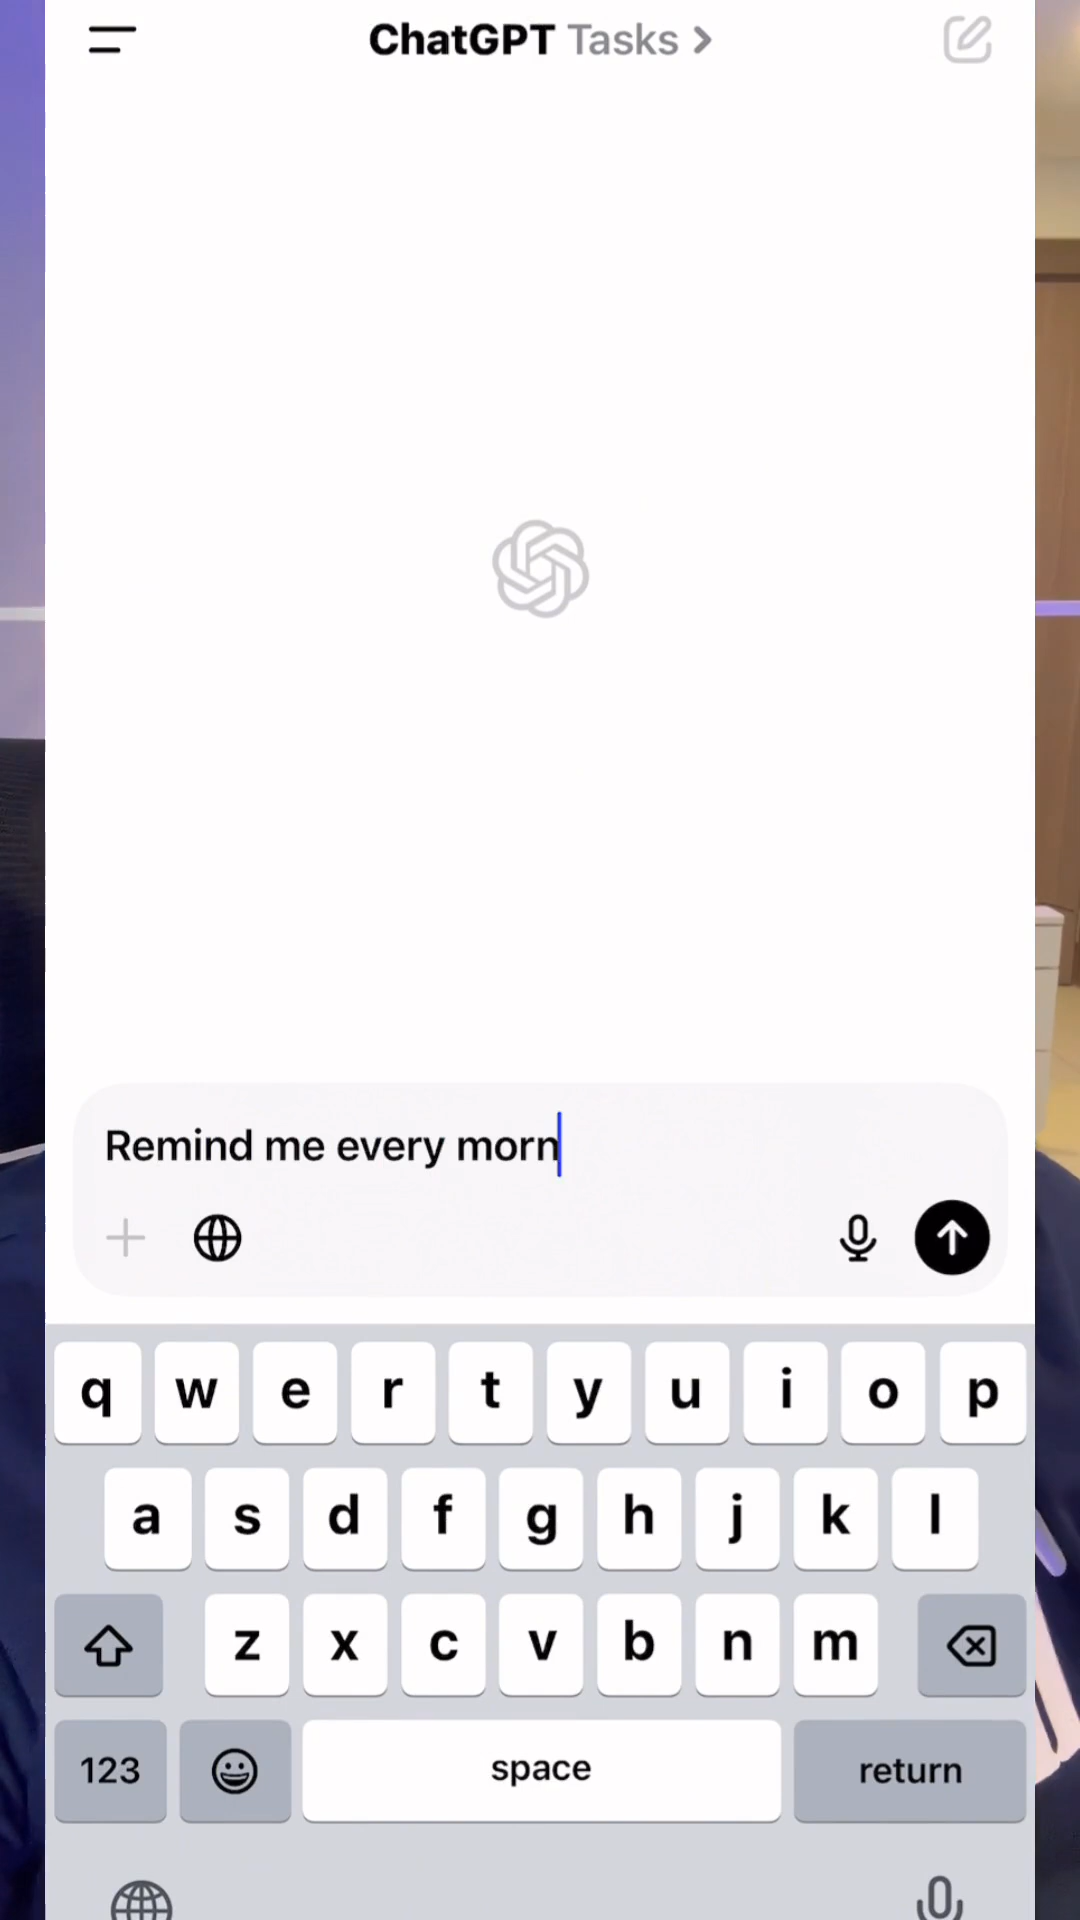 ChatGPT Tasks >
Remind me every morn
q w e r t y u i o p
a s d f g h j k l
z x c v b n m
123 space return